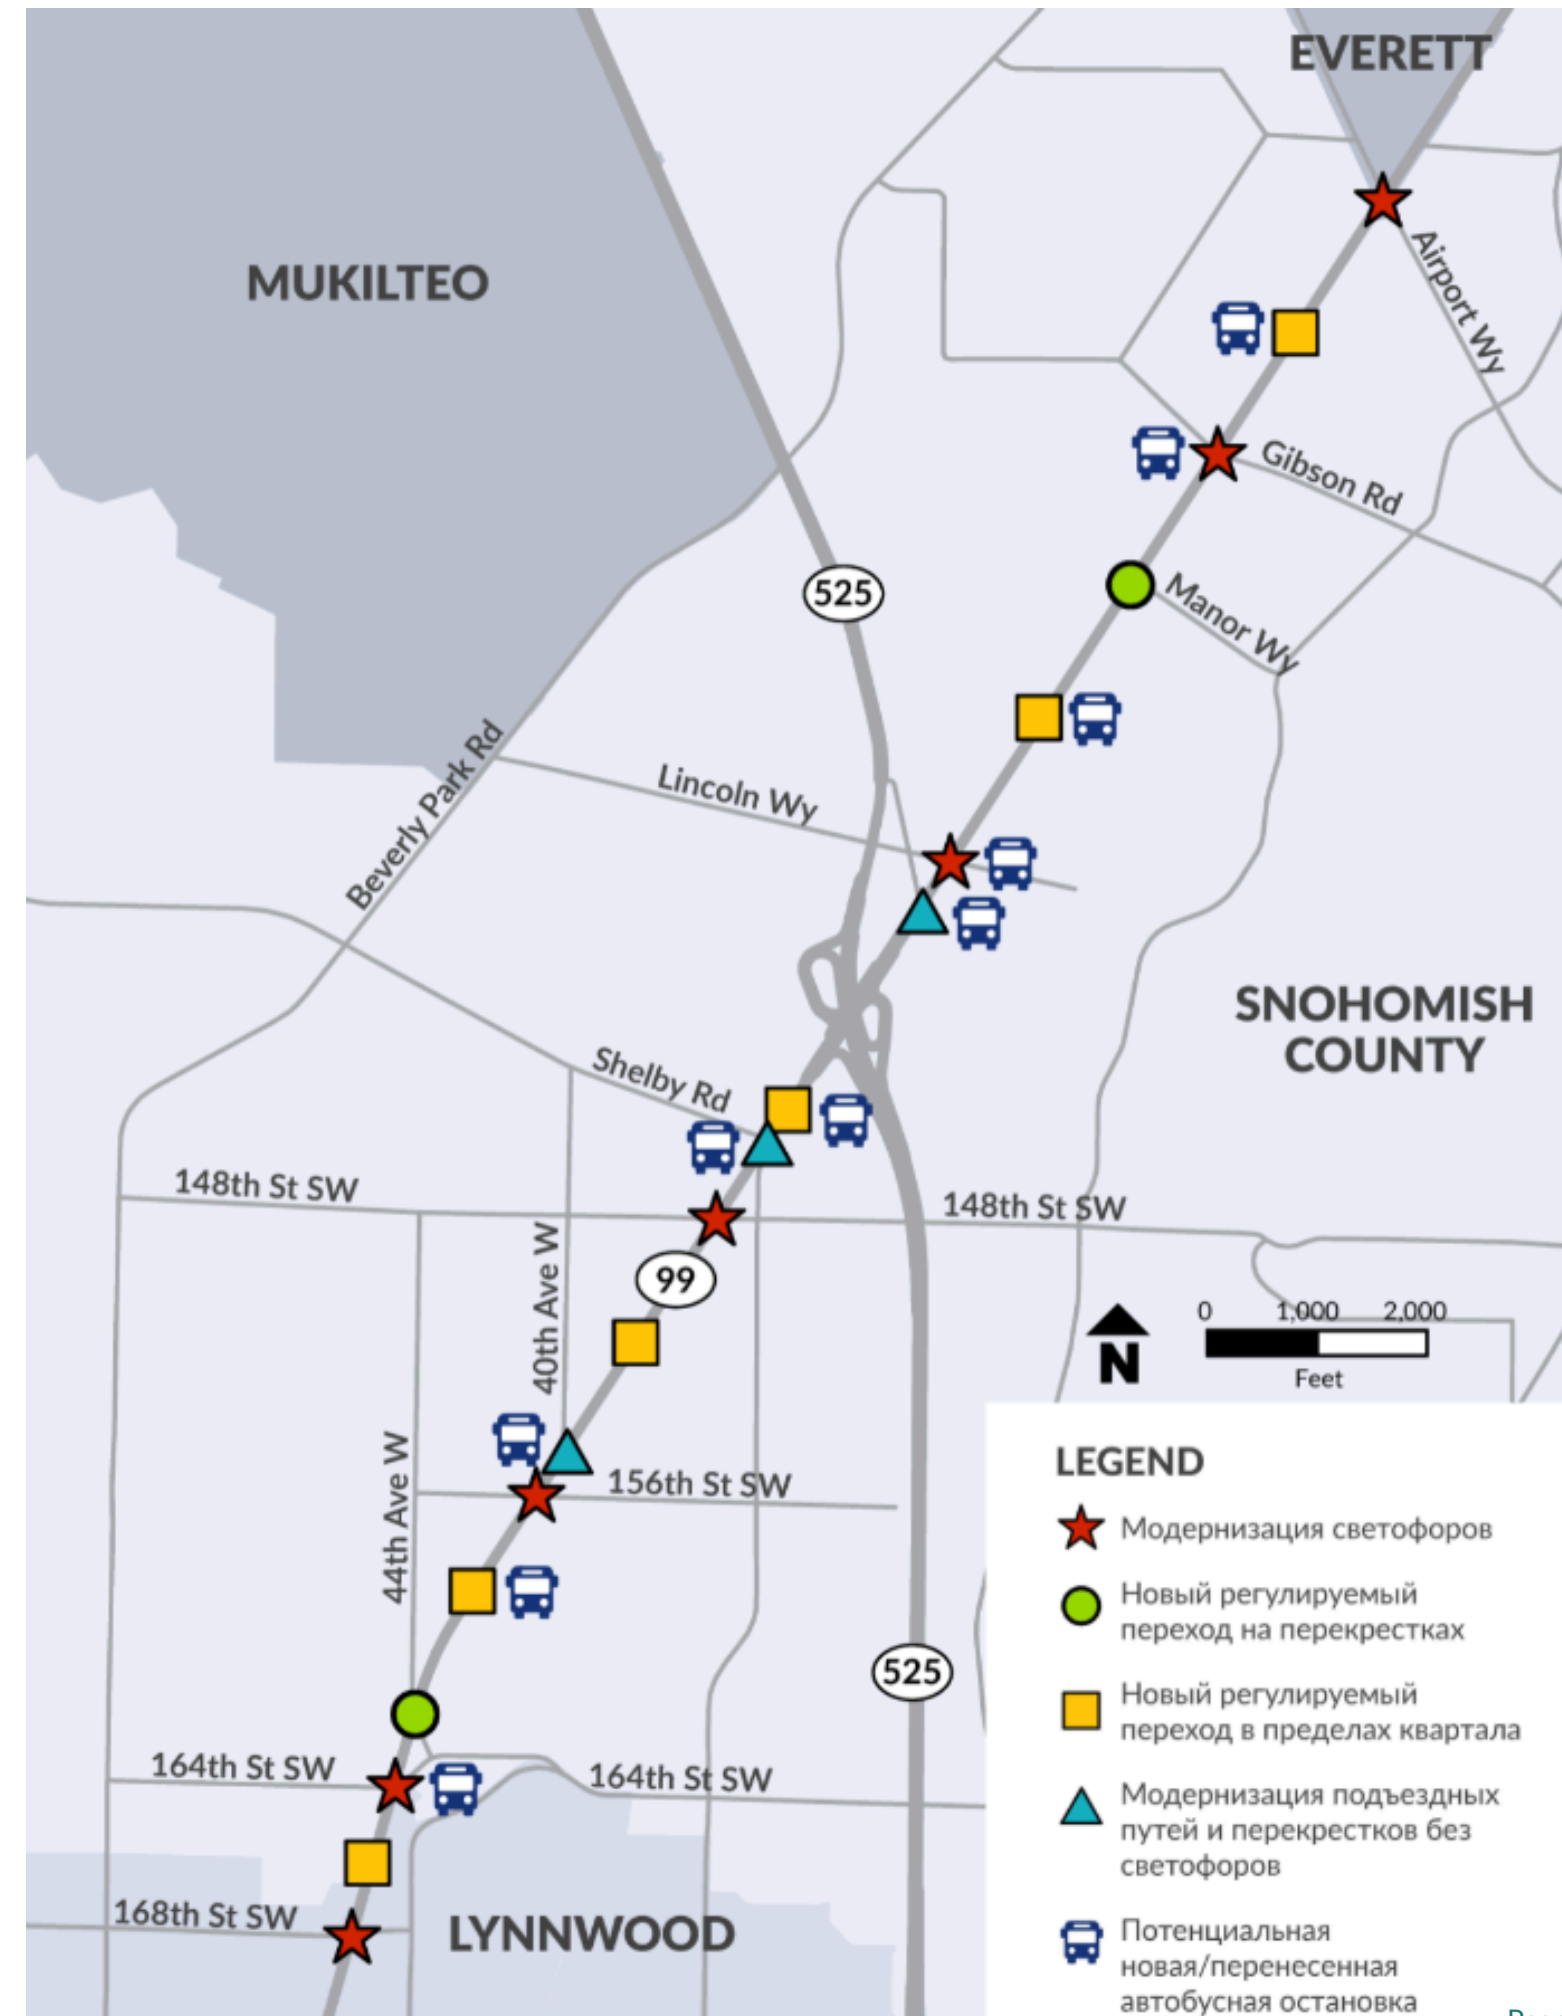 EVERETT
MUKILTEO
Airport Wy
Gibson Rd
525
Manor Wy
Beverly Park Rd
Lincoln Wy
SNOHOMISH
COUNTY
Shelby Rd
148th St SW
148th St SW
99
40th Ave W
0 1,000 2,000
Feet
N
44th Ave W
156th St SW
525
164th St SW
164th St SW
168th St SW
LYNNWOOD
LEGEND
Модернизация светофоров
Новый регулируемый
переход на перекрестках
Новый регулируемый
переход в пределах квартала
Модернизация подъездных
путей и перекрестков без
светофоров
Потенциальная
новая/перенесенная
автобусная остановка